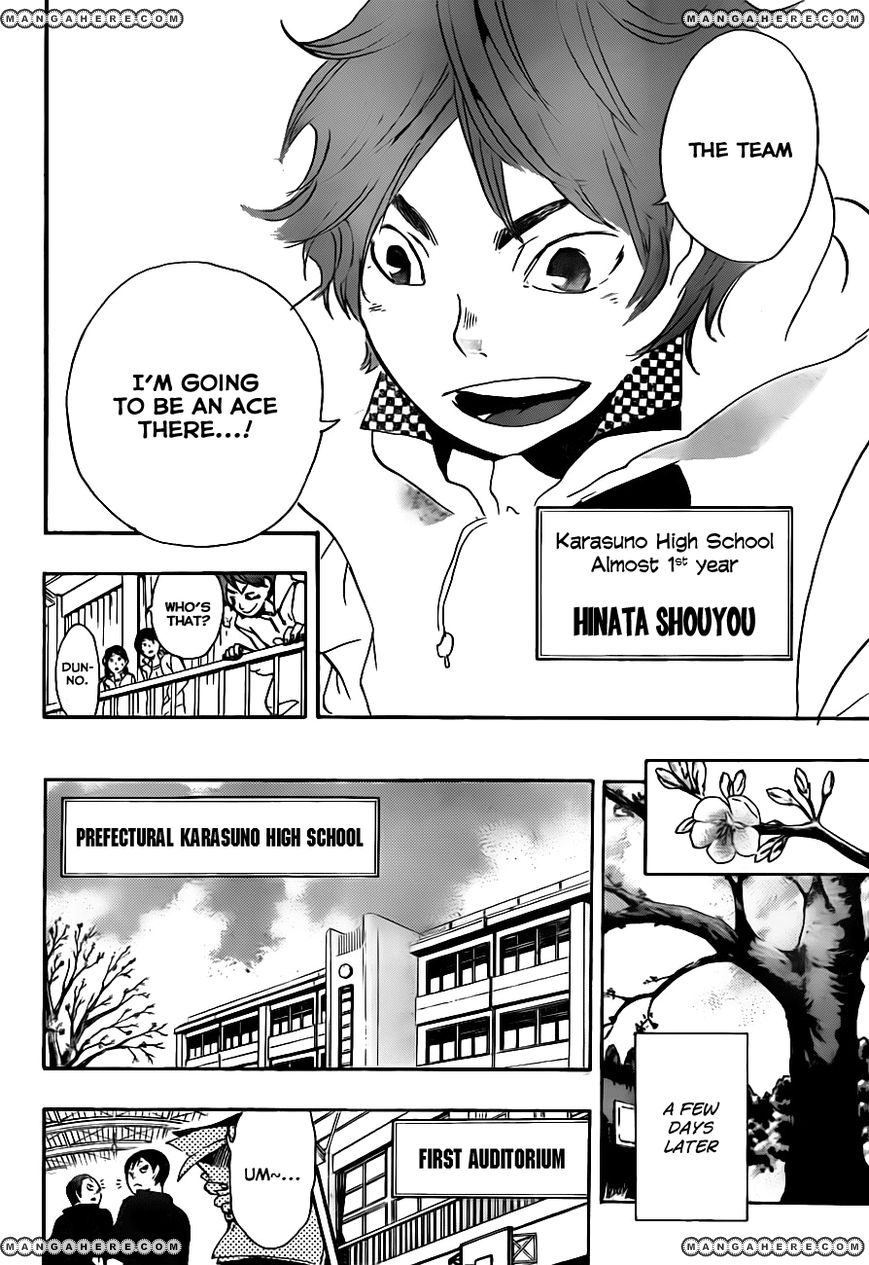 MANGAHERE.COM
MANGAHERE.COM
THE TEAM
I'M GOING
TO BE AN ACE
THERE...!
Karasuno High School
Almost 1st year
HINATA SHOUYOU
WHO'S
THAT?
DUN-
NO.
A FEW
DAYS
LATER
PREFECTURAL KARASUNO HIGH SCHOOL
FIRST AUDITORIUM
UM~...
MANGAHERE.COM
MANGAHERE.COM